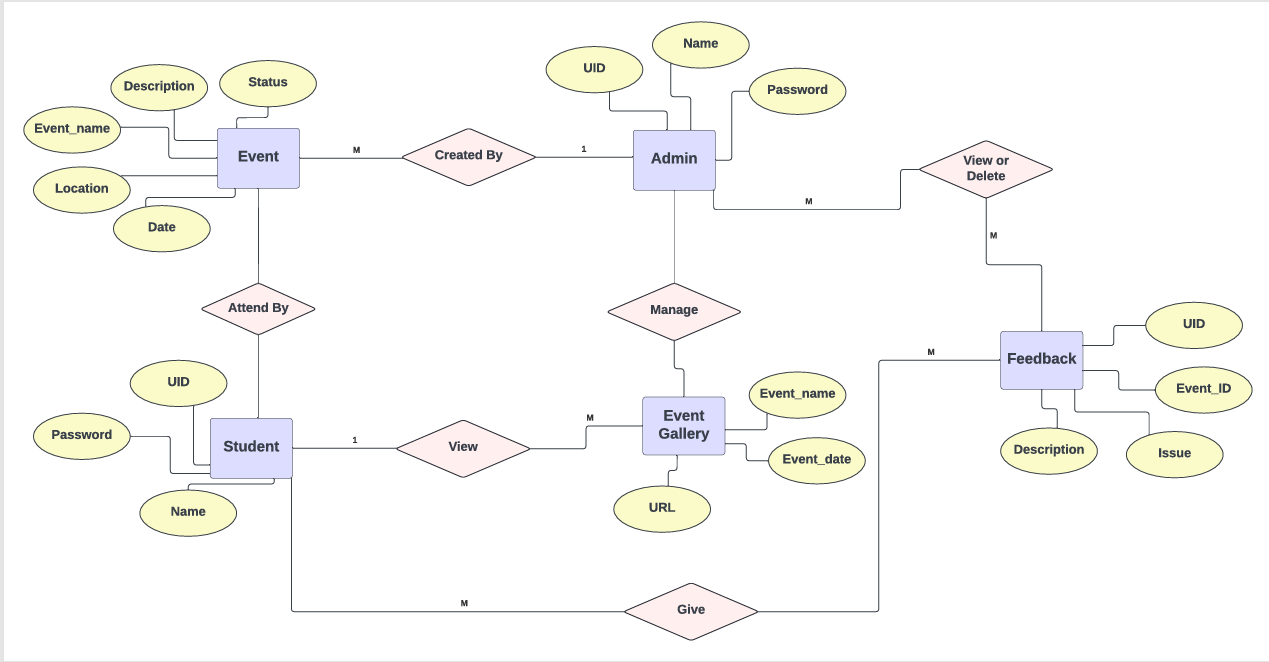 Name
UID
Status
Description
Password
Event_name
Event
M
Created By
1
Admin
View or
Delete
Location
M
Date
M
Attend By
Manage
UID
M
Feedback
UID
Event_ID
Event_name
Password
Student
1
View
M
Event
Gallery
Event_date
Description
Issue
Name
URL
M
Give